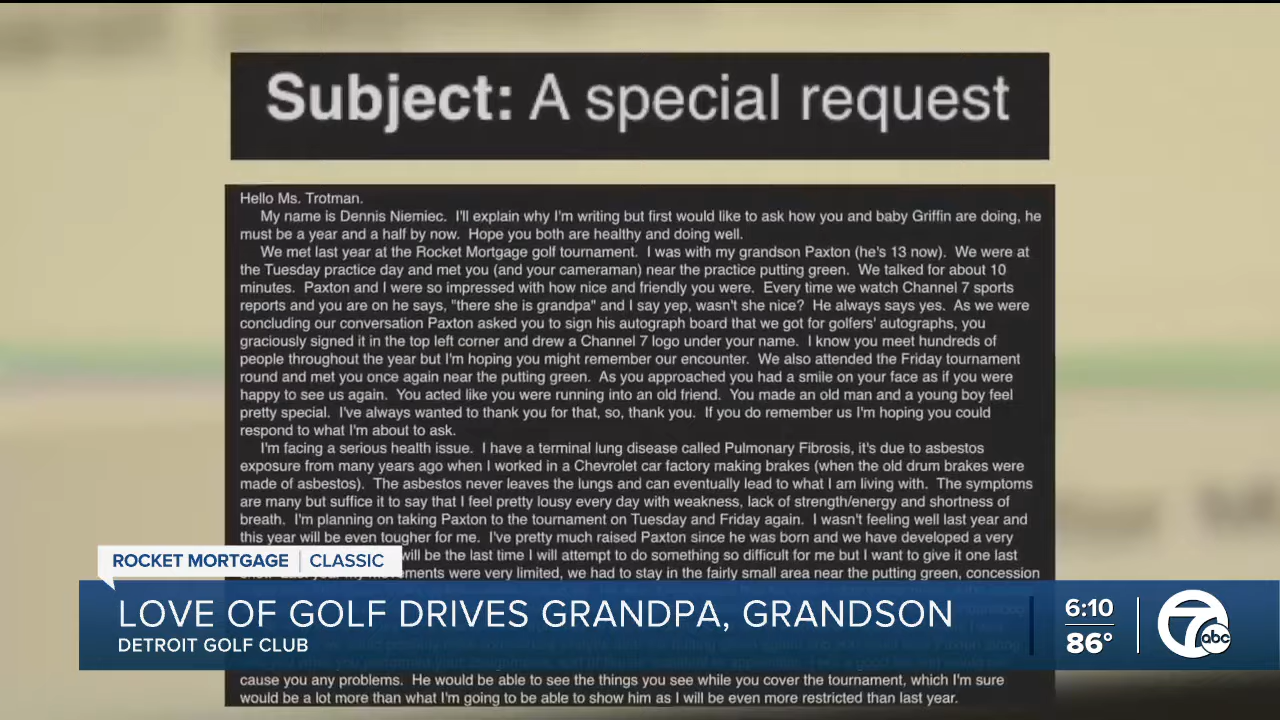 Subject: A special request
Hello Ms. Trotman.
My name is Dennis Niemiec. I'll explain why I'm writing but first would like to ask how you and baby Griffin are doing, he
must be a year and a half by now. Hope you both are healthy and doing well.
We met last year at the Rocket Mortgage golf tournament. I was with my grandson Paxton (he's 13 now). We were at
the Tuesday practice day and met you (and your cameraman) near the practice putting green. We talked for about 10
minutes. Paxton and I were so impressed with how nice and friendly you were. Every time we watch Channel 7 sports
reports and you are on he says, "there she is grandpa" and I say yep, wasn't she nice? He always says yes. As we were
concluding our conversation Paxton asked you to sign his autograph board that we got for golfers' autographs, you
graciously signed it in the top left corner and drew a Channel 7 logo under your name. I know you meet hundreds of
people throughout the year but I'm hoping you might remember our encounter. We also attended the Friday tournament
round and met you once again near the putting green. As you approached you had a smile on your face as if you were
happy to see us again. You acted like you were running into an old friend. You made an old man and a young boy feel
pretty special. I've always wanted to thank you for that, so, thank you. If you do remember us I'm hoping you could
respond to what I'm about to ask.
I'm facing a serious health issue. I have a terminal lung disease called Pulmonary Fibrosis, it's due to asbestos
exposure from many years ago when I worked in a Chevrolet car factory making brakes (when the old drum brakes were
made of asbestos). The asbestos never leaves the lungs and can eventually lead to what I am living with. The symptoms
are many but suffice it to say that I feel pretty lousy every day with weakness, lack of strength/energy and shortness of
breath. I'm planning on taking Paxton to the tournament on Tuesday and Friday again. I wasn't feeling well last year and
this year will be even tougher for me. I've pretty much raised Paxton since he was born and we have developed a very
will be the last time I will attempt to do something so difficult for me but I want to give it one last
were very limited, we had to stay in the fairly small area near the putting green, concession
cause you any problems. He would be able to see the things you see while you cover the tournament, which I'm sure
would be a lot more than what I'm going to be able to show him as I will be even more restricted than last year.
ROCKET MORTGAGE | CLASSIC
LOVE OF GOLF DRIVES GRANDPA, GRANDSON
DETROIT GOLF CLUB
6:10
86°
7 abc